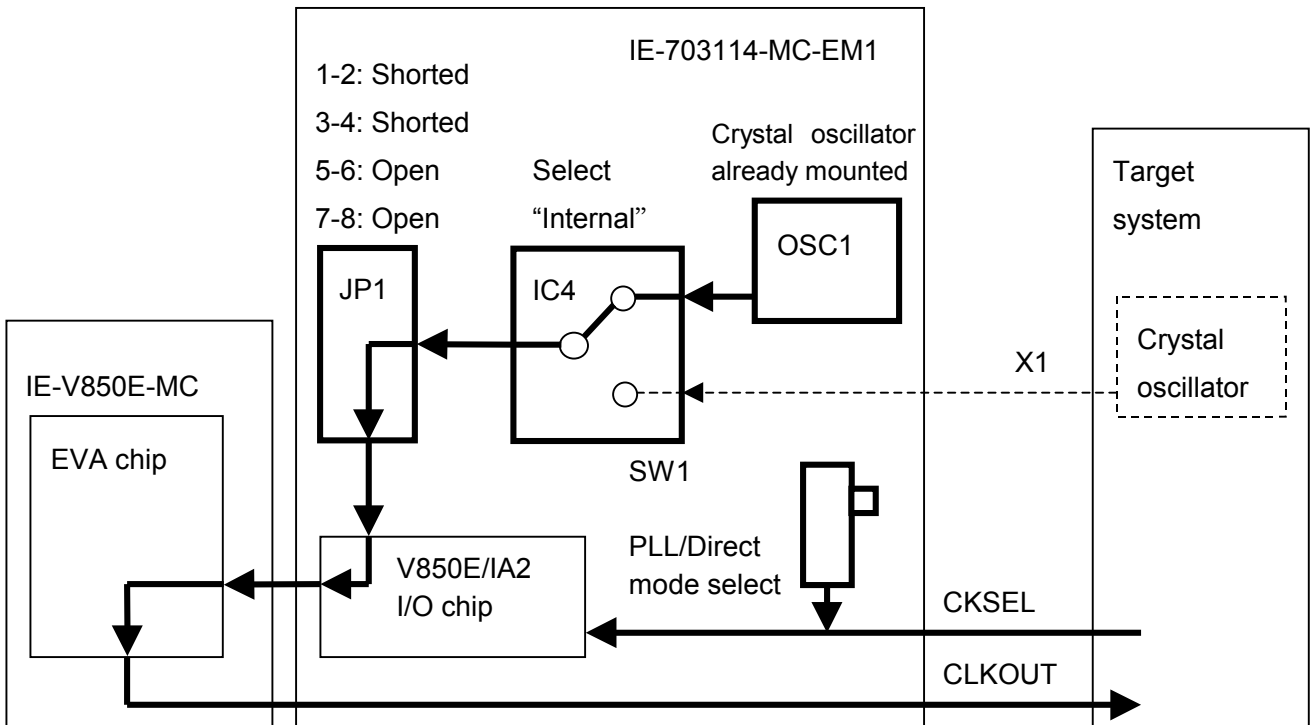 IE-703114-MC-EM1
1-2: Shorted
3-4: Shorted
5-6: Open
7-8: Open
Select
“Internal”
Crystal oscillator
already mounted
Target
system
JP1
IC4
OSC1
Crystal
oscillator
X1
IE-V850E-MC
EVA chip
SW1
V850E/IA2
I/O chip
PLL/Direct
mode select
CKSEL
CLKOUT